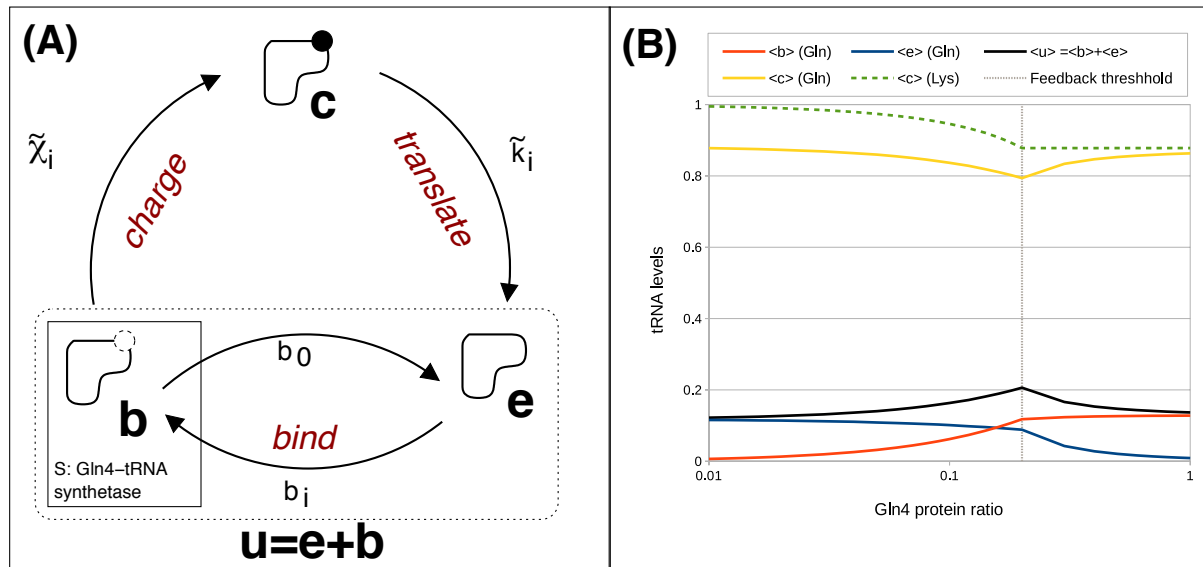 (A)
c
χ̃i
k̃i
charge
translate
b
b0
e
bind
bi
S: Gln4–tRNA
synthetase
u=e+b
(B)
<b> (Gln) <e> (Gln) <u> =<b>+<e>
<c> (Gln) <c> (Lys) Feedback threshhold
1
0.8
0.6
0.4
0.2
0
tRNA levels
0.01 0.1 1
Gln4 protein ratio